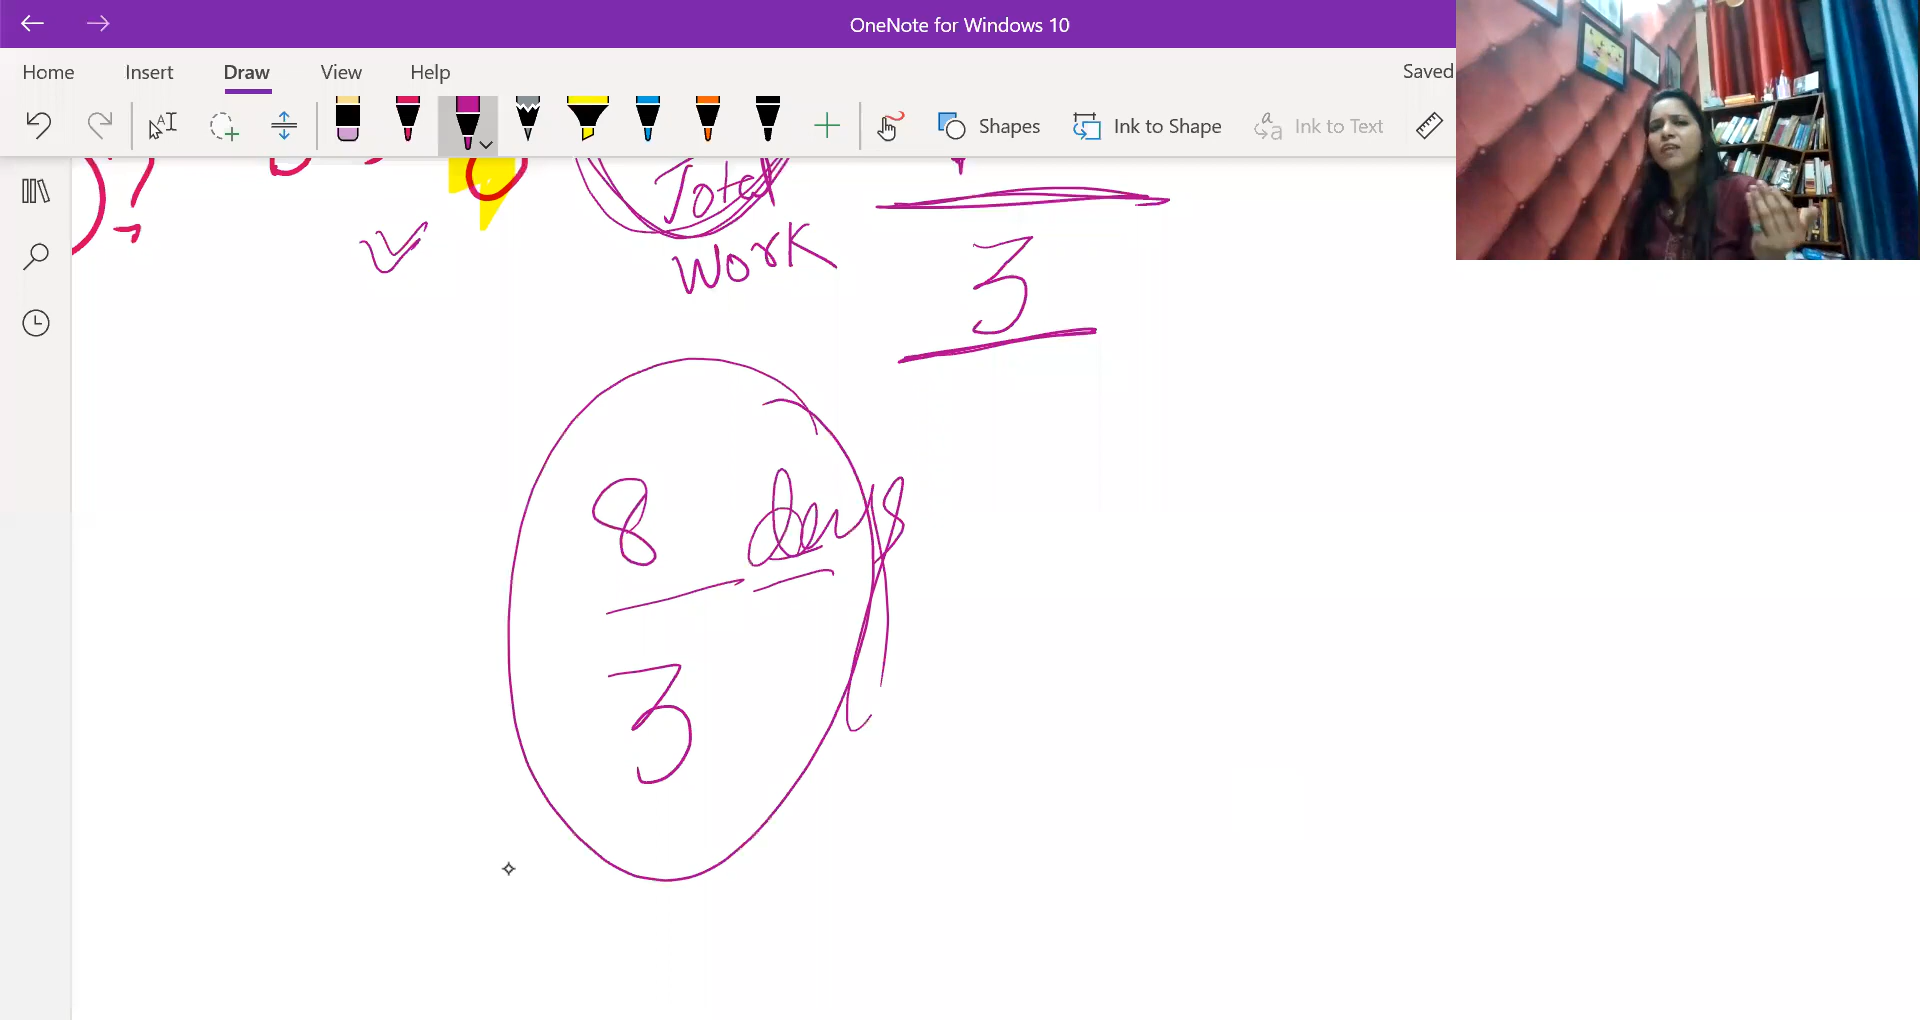 OneNote for Windows 10
Home Insert Draw View Help Saved
Shapes Ink to Shape Ink to Text
Total
Work
3
8 days
3